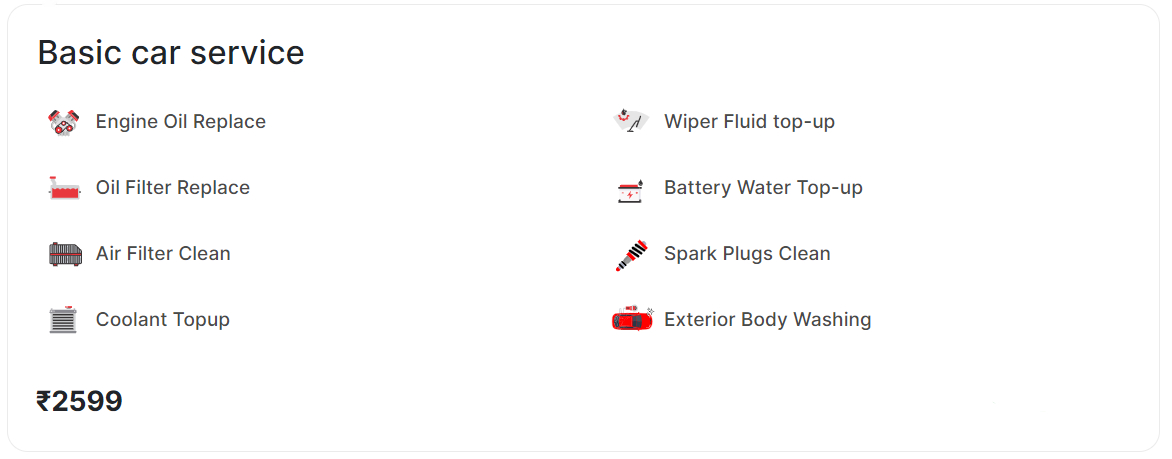 Basic car service
Engine Oil Replace
Wiper Fluid top-up
Oil Filter Replace
Battery Water Top-up
Air Filter Clean
Spark Plugs Clean
Coolant Topup
Exterior Body Washing
₹2599